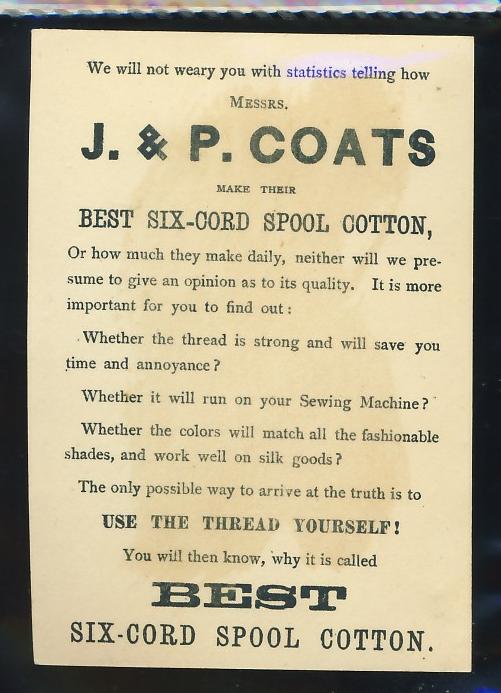 We will not weary you with statistics telling how
MESSRS.
J. & P. COATS
MAKE THEIR
BEST SIX-CORD SPOOL COTTON,
Or how much they make daily, neither will we pre-
sume to give an opinion as to its quality. It is more
important for you to find out:
Whether the thread is strong and will save you
time and annoyance?
Whether it will run on your Sewing Machine?
Whether the colors will match all the fashionable
shades, and work well on silk goods?
The only possible way to arrive at the truth is to
USE THE THREAD YOURSELF!
You will then know, why it is called
BEST
SIX-CORD SPOOL COTTON.